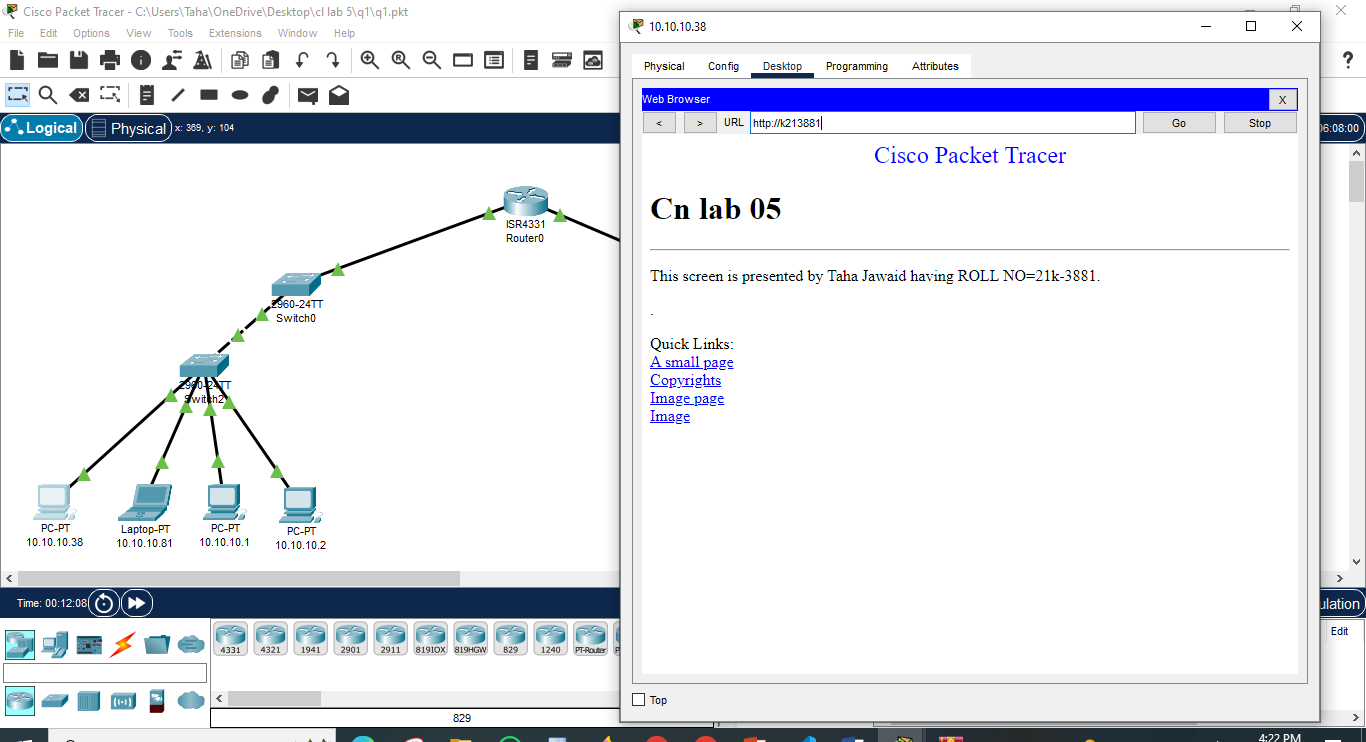 Cisco Packet Tracer - C:\Users\Taha\OneDrive\Desktop\cl lab 5\q1\q1.pkt
File Edit Options View Tools Extensions Window Help
?
Logical Physical x: 369, y: 104
06:08:00
ISR4331
Router0
2960-24TT
Switch0
2960-24TT
Switch2
PC-PT
10.10.10.38
Laptop-PT
10.10.10.81
PC-PT
10.10.10.1
PC-PT
10.10.10.2
Time: 00:12:08
4331 4321 1941 2901 2911 819IOX 819HGW 829 1240 PT-Router
829
10.10.10.38
Physical Config Desktop Programming Attributes
Web Browser X
< > URL http://k213881 Go Stop
Cisco Packet Tracer
Cn lab 05
This screen is presented by Taha Jawaid having ROLL NO=21k-3881.
.
Quick Links:
A small page
Copyrights
Image page
Image
Top
ulation
Edit
4:22 PM